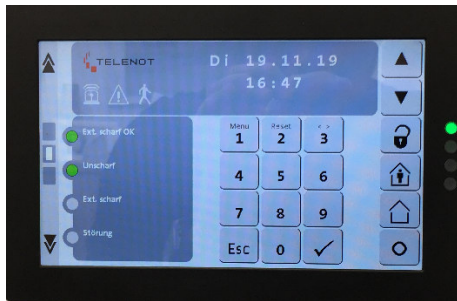 TELENOT
Di 19.11.19
16:47
Ext. scharf OK
Unscharf
Ext. scharf
Störung
Menü 1
Reset 2
< > 3
4 5 6
7 8 9
Esc 0